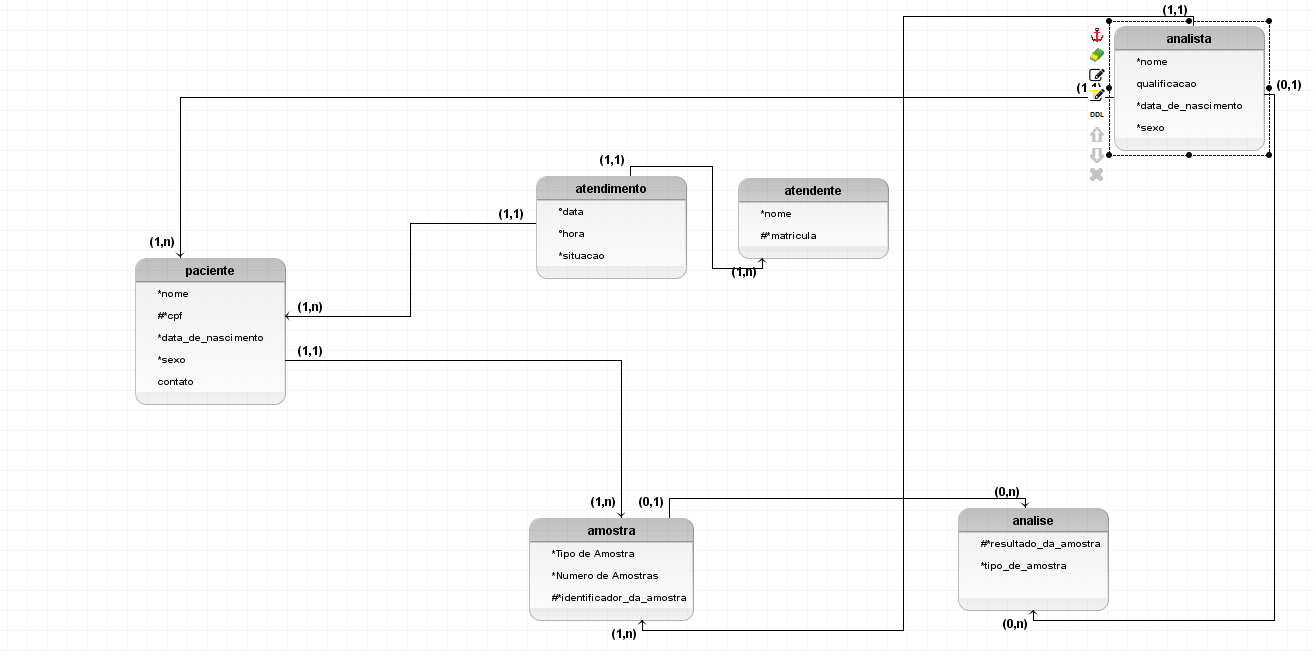 (1,1)
analista
*nome
qualificacao
*data_de_nascimento
*sexo
(0,1)
DDL
(1,1)
atendimento
*data
*hora
*situacao
atendente
*nome
#*matricula
(1,1)
(1,n)
(1,n)
paciente
*nome
#*cpf
*data_de_nascimento
*sexo
contato
(1,n)
(1,1)
(1,n)
(0,1)
(0,n)
amostra
*Tipo de Amostra
*Numero de Amostras
#*identificador_da_amostra
(1,n)
analise
#*resultado_da_amostra
*tipo_de_amostra
(0,n)